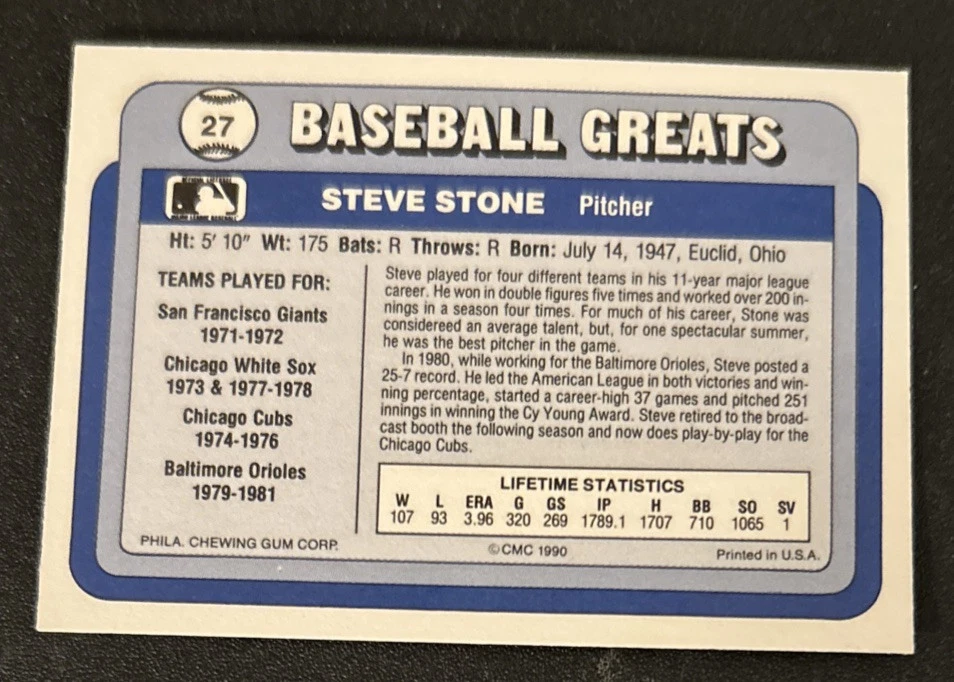 27 BASEBALL GREATS
STEVE STONE Pitcher
Ht: 5' 10" Wt: 175 Bats: R Throws: R Born: July 14, 1947, Euclid, Ohio
TEAMS PLAYED FOR:
San Francisco Giants
1971-1972
Chicago White Sox
1973 & 1977-1978
Chicago Cubs
1974-1976
Baltimore Orioles
1979-1981
Steve played for four different teams in his 11-year major league
career. He won in double figures five times and worked over 200 in-
nings in a season four times. For much of his career, Stone was
considereed an average talent, but, for one spectacular summer,
he was the best pitcher in the game.
In 1980, while working for the Baltimore Orioles, Steve posted a
25-7 record. He led the American League in both victories and win-
ning percentage, started a career-high 37 games and pitched 251
innings in winning the Cy Young Award. Steve retired to the broad-
cast booth the following season and now does play-by-play for the
Chicago Cubs.
LIFETIME STATISTICS
W L ERA G GS IP H BB SO SV
107 93 3.96 320 269 1789.1 1707 710 1065 1
PHILA. CHEWING GUM CORP. ©CMC 1990 Printed in U.S.A.